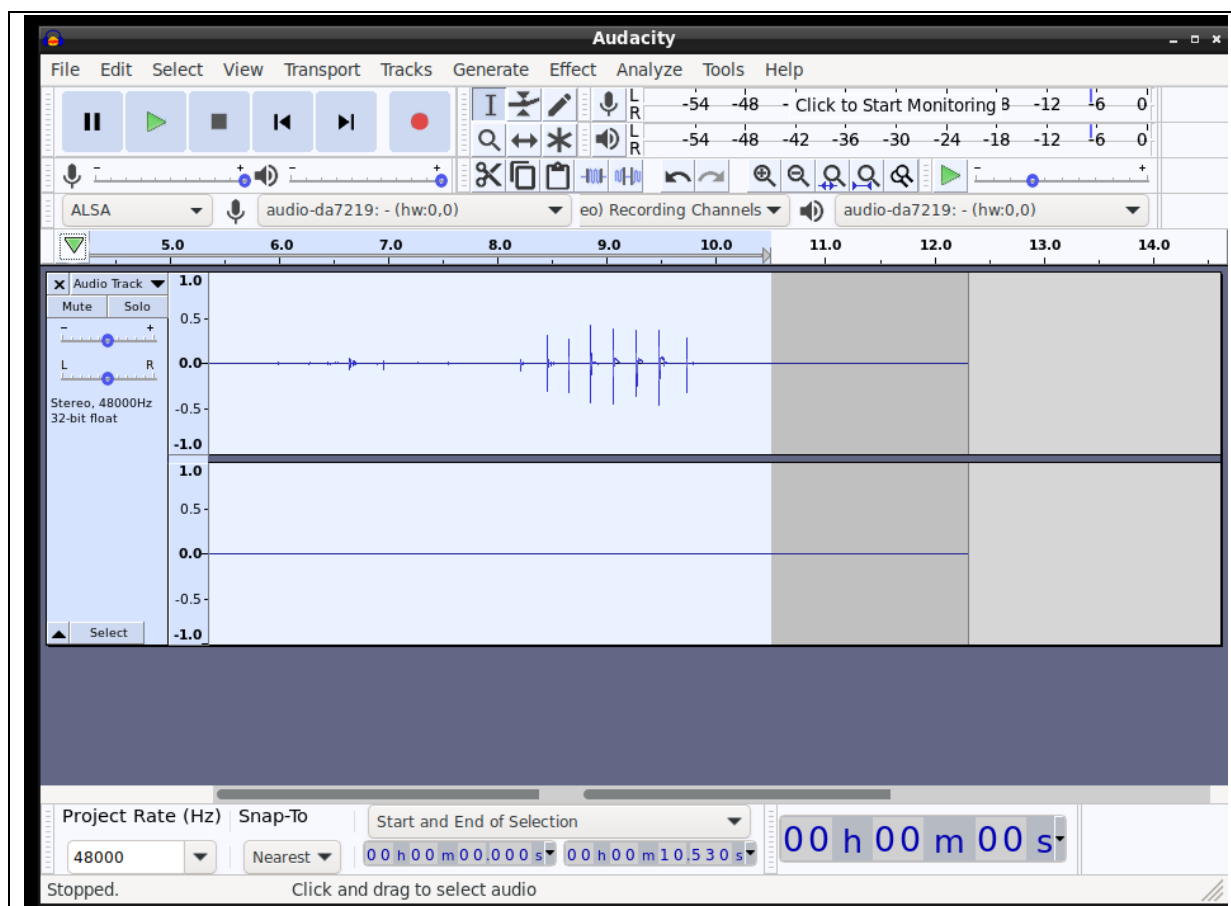 Audacity
File Edit Select View Transport Tracks Generate Effect Analyze Tools Help
L R -54 -48 - Click to Start Monitoring 8 -12 -6 0
L R -54 -48 -42 -36 -30 -24 -18 -12 -6 0
- + - + - +
ALSA audio-da7219: - (hw:0,0) eo) Recording Channels audio-da7219: - (hw:0,0)
5.0 6.0 7.0 8.0 9.0 10.0 11.0 12.0 13.0 14.0
Audio Track 1.0
Mute Solo
0.5
- +
L R 0.0
Stereo, 48000Hz
32-bit float
-0.5
-1.0
1.0
0.5
0.0
-0.5
Select -1.0
Project Rate (Hz) Snap-To Start and End of Selection
48000 Nearest 00 h 00 m 00.000 s 00 h 00 m 10.530 s
00 h 00 m 00 s
Stopped. Click and drag to select audio